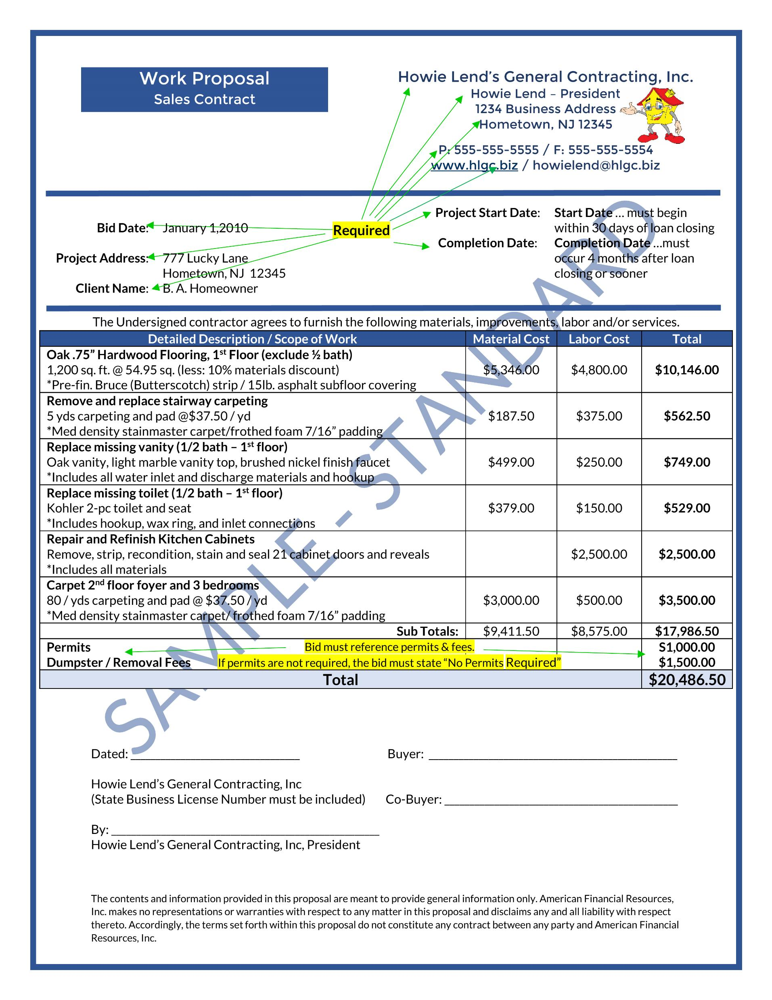 Work Proposal
Sales Contract
Howie Lend’s General Contracting, Inc.
Howie Lend – President
1234 Business Address
Hometown, NJ 12345
P: 555-555-5555 / F: 555-555-5554
www.hlgc.biz / howielend@hlgc.biz
Bid Date: January 1,2010
Project Address: 777 Lucky Lane
Hometown, NJ 12345
Client Name: B. A. Homeowner
Required
Project Start Date: Start Date … must begin
within 30 days of loan closing
Completion Date: Completion Date …must
occur 4 months after loan
closing or sooner
The Undersigned contractor agrees to furnish the following materials, improvements, labor and/or services.
Detailed Description / Scope of Work Material Cost Labor Cost Total
Oak .75” Hardwood Flooring, 1st Floor (exclude ½ bath)
1,200 sq. ft. @ 54.95 sq. (less: 10% materials discount) $5,346.00 $4,800.00 $10,146.00
*Pre-fin. Bruce (Butterscotch) strip / 15lb. asphalt subfloor covering
Remove and replace stairway carpeting
5 yds carpeting and pad @$37.50 / yd $187.50 $375.00 $562.50
*Med density stainmaster carpet/frothed foam 7/16” padding
Replace missing vanity (1/2 bath – 1st floor)
Oak vanity, light marble vanity top, brushed nickel finish faucet $499.00 $250.00 $749.00
*Includes all water inlet and discharge materials and hookup
Replace missing toilet (1/2 bath – 1st floor)
Kohler 2-pc toilet and seat $379.00 $150.00 $529.00
*Includes hookup, wax ring, and inlet connections
Repair and Refinish Kitchen Cabinets
Remove, strip, recondition, stain and seal 21 cabinet doors and reveals $2,500.00 $2,500.00
*Includes all materials
Carpet 2nd floor foyer and 3 bedrooms
80 / yds carpeting and pad @ $37.50 / yd $3,000.00 $500.00 $3,500.00
*Med density stainmaster carpet/ frothed foam 7/16” padding
Sub Totals: $9,411.50 $8,575.00 $17,986.50
Permits Bid must reference permits & fees. S1,000.00
Dumpster / Removal Fees If permits are not required, the bid must state “No Permits Required” $1,500.00
Total $20,486.50
SAMPLE - STANDARD
Dated: Buyer:
Howie Lend’s General Contracting, Inc
(State Business License Number must be included) Co-Buyer:
By:
Howie Lend’s General Contracting, Inc, President
The contents and information provided in this proposal are meant to provide general information only. American Financial Resources,
Inc. makes no representations or warranties with respect to any matter in this proposal and disclaims any and all liability with respect
thereto. Accordingly, the terms set forth within this proposal do not constitute any contract between any party and American Financial
Resources, Inc.